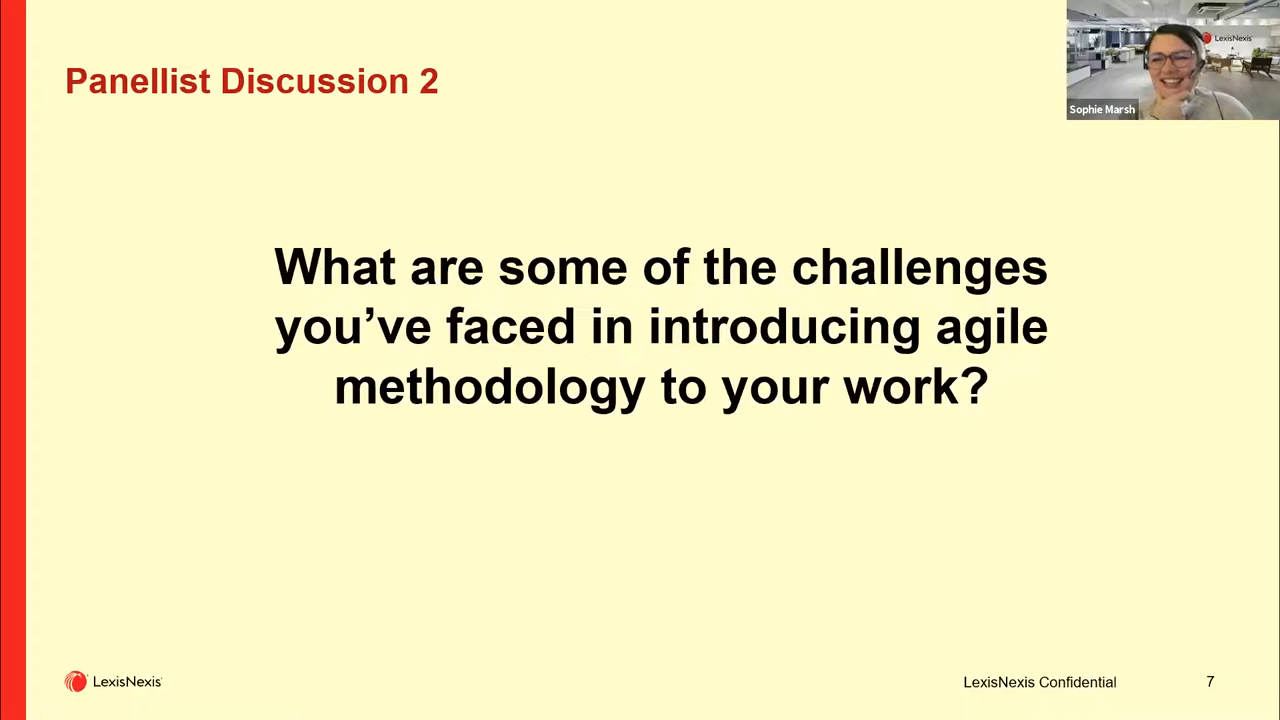 Panellist Discussion 2
LexisNexis
Sophie Marsh
What are some of the challenges
you’ve faced in introducing agile
methodology to your work?
LexisNexis
LexisNexis Confidential
7